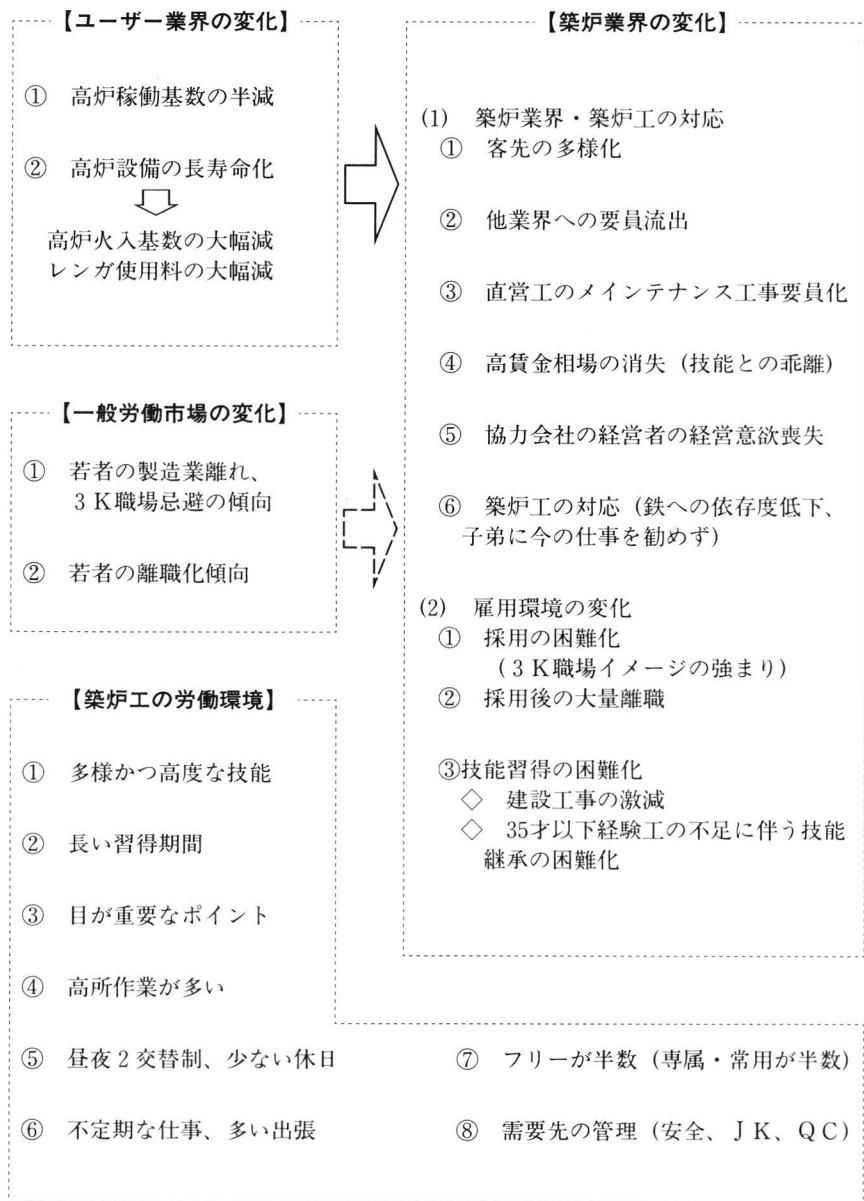 【ユーザー業界の変化】
① 高炉稼働基数の半減
② 高炉設備の長寿命化
高炉火入基数の大幅減
レンガ使用料の大幅減
【一般労働市場の変化】
① 若者の製造業離れ、
3K職場忌避の傾向
② 若者の離職化傾向
【築炉業界の変化】
(1) 築炉業界・築炉工の対応
① 客先の多様化
② 他業界への要員流出
③ 直営工のメインテナンス工事要員化
④ 高賃金相場の消失(技能との乖離)
⑤ 協力会社の経営者の経営意欲喪失
⑥ 築炉工の対応(鉄への依存度低下、
子弟に今の仕事を勧めず)
(2) 雇用環境の変化
① 採用の困難化
(3K職場イメージの強まり)
② 採用後の大量離職
③技能習得の困難化
◇ 建設工事の激減
◇ 35才以下経験工の不足に伴う技能
継承の困難化
【築炉工の労働環境】
① 多様かつ高度な技能
② 長い習得期間
③ 目が重要なポイント
④ 高所作業が多い
⑤ 昼夜2交替制、少ない休日
⑥ 不定期な仕事、多い出張
⑦ フリーが半数(専属・常用が半数)
⑧ 需要先の管理(安全、JK、QC)